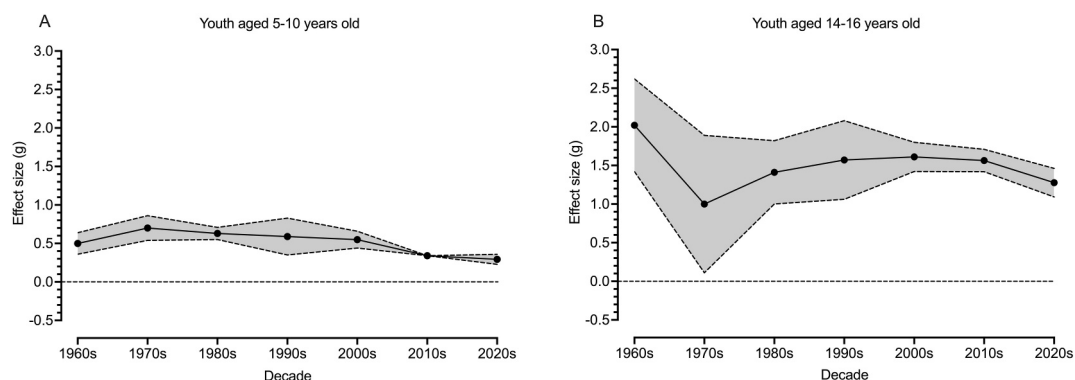 A
Youth aged 5-10 years old
3.0
2.5
2.0
1.5
1.0
0.5
0.0
-0.5
Effect size (g)
1960s 1970s 1980s 1990s 2000s 2010s 2020s
Decade
B
Youth aged 14-16 years old
3.0
2.5
2.0
1.5
1.0
0.5
0.0
-0.5
Effect size (g)
1960s 1970s 1980s 1990s 2000s 2010s 2020s
Decade